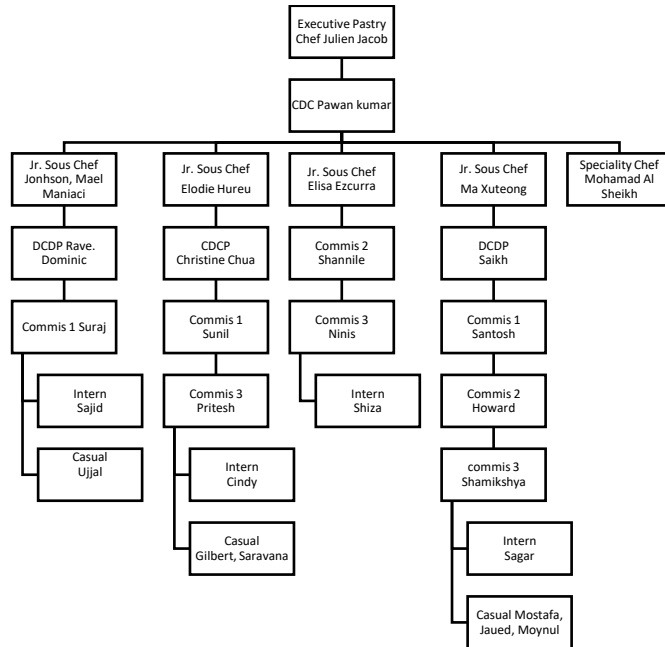 Executive Pastry
Chef Julien Jacob
CDC Pawan kumar
Jr. Sous Chef
Jonhson, Mael
Maniaci
Jr. Sous Chef
Elodie Hureu
Jr. Sous Chef
Elisa Ezcurra
Jr. Sous Chef
Ma Xuteong
Speciality Chef
Mohamad Al
Sheikh
DCDP Rave.
Dominic
CDCP
Christine Chua
Commis 2
Shannile
DCDP
Saikh
Commis 1 Suraj
Commis 1
Sunil
Commis 3
Ninis
Commis 1
Santosh
Intern
Sajid
Commis 3
Pritesh
Intern
Shiza
Commis 2
Howard
Casual
Ujjal
Intern
Cindy
commis 3
Shamikshya
Casual
Gilbert, Saravana
Intern
Sagar
Casual Mostafa,
Jaued, Moynul